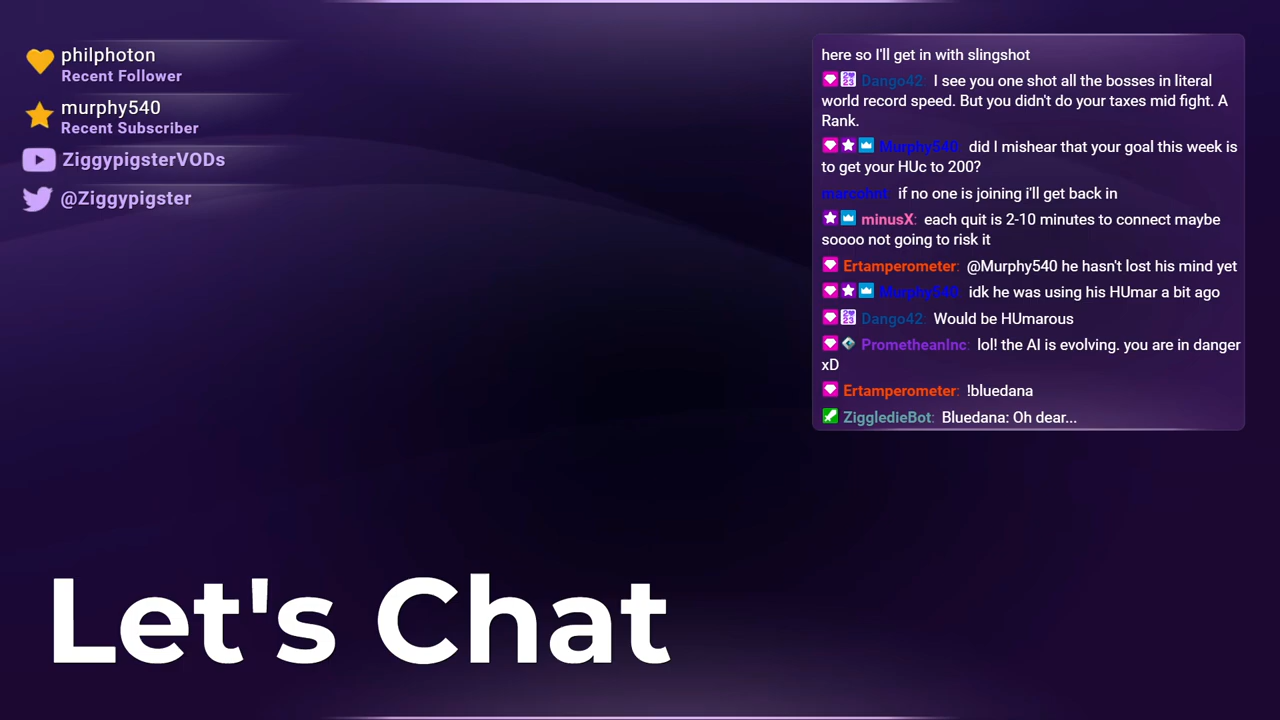 philphoton
Recent Follower
murphy540
Recent Subscriber
ZiggypigsterVODs
@Ziggypigster
here so I'll get in with slingshot
Dango42: I see you one shot all the bosses in literal
world record speed. But you didn't do your taxes mid fight. A
Rank.
Murphy540: did I mishear that your goal this week is
to get your HUc to 200?
marcohnt: if no one is joining i'll get back in
minusX: each quit is 2-10 minutes to connect maybe
soooo not going to risk it
Ertamperometer: @Murphy540 he hasn't lost his mind yet
Murphy540: idk he was using his HUmar a bit ago
Dango42: Would be HUmarous
PrometheanInc: lol! the AI is evolving. you are in danger
xD
Ertamperometer: !bluedana
ZiggledieBot: Bluedana: Oh dear...
Let's Chat